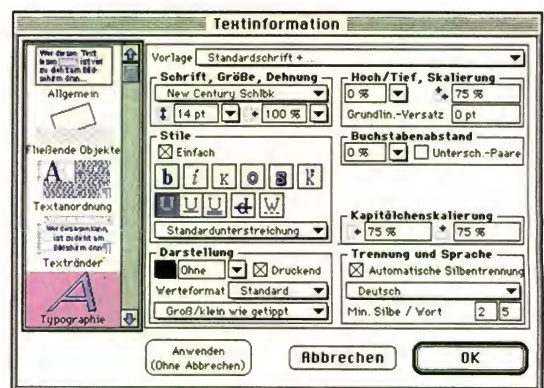 Textinformation
Wer diesen Text
Allgemein
Fließende Objekte
A
Textanordnung
Textränder
A
Typographie
Vorlage Standardschrift + ...
Schrift, Größe, Dehnung
New Century Schlbk
14 pt 100 %
Stile
Einfach
b i K o s k
U U U d W
Standardunterstreichung
Darstellung
Ohne Druckend
Werteformat Standard
Groß/klein wie getippt
Hoch/Tief, Skalierung
0 % 75 %
Grundlin.-Versatz 0 pt
Buchstabenabstand
0 % Untersch.-Paare
Kapitälchenskalierung
75 % 75 %
Trennung und Sprache
Automatische Silbentrennung
Deutsch
Min. Silbe / Wort 2 5
Anwenden
(Ohne Abbrechen)
Abbrechen
OK